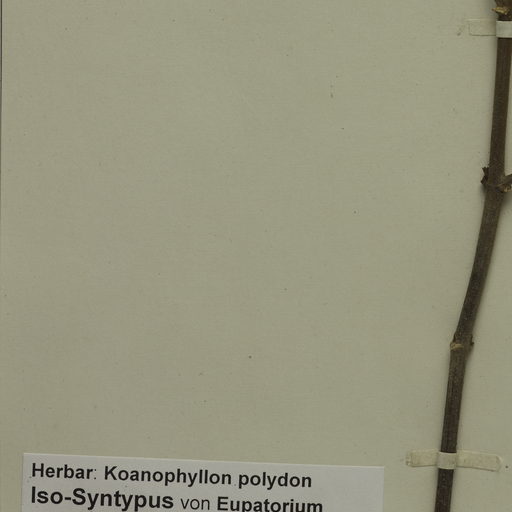 Herbar: Koanophyllon polydon
Iso-Syntypus von Eupatorium